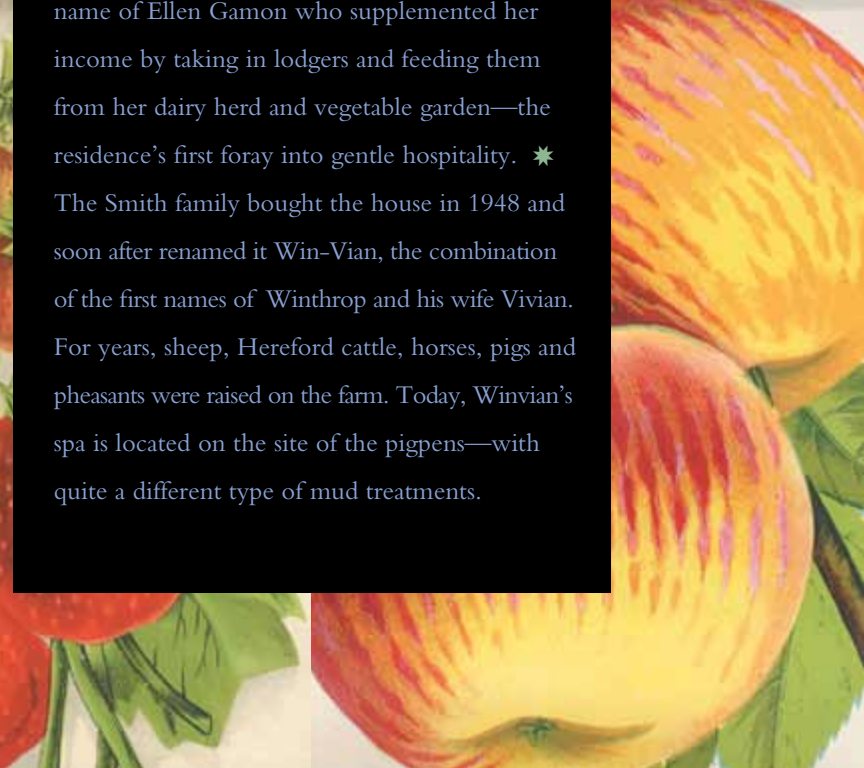 name of Ellen Gamon who supplemented her
income by taking in lodgers and feeding them
from her dairy herd and vegetable garden—the
residence’s first foray into gentle hospitality. ✷
The Smith family bought the house in 1948 and
soon after renamed it Win-Vian, the combination
of the first names of Winthrop and his wife Vivian.
For years, sheep, Hereford cattle, horses, pigs and
pheasants were raised on the farm. Today, Winvian’s
spa is located on the site of the pigpens—with
quite a different type of mud treatments.